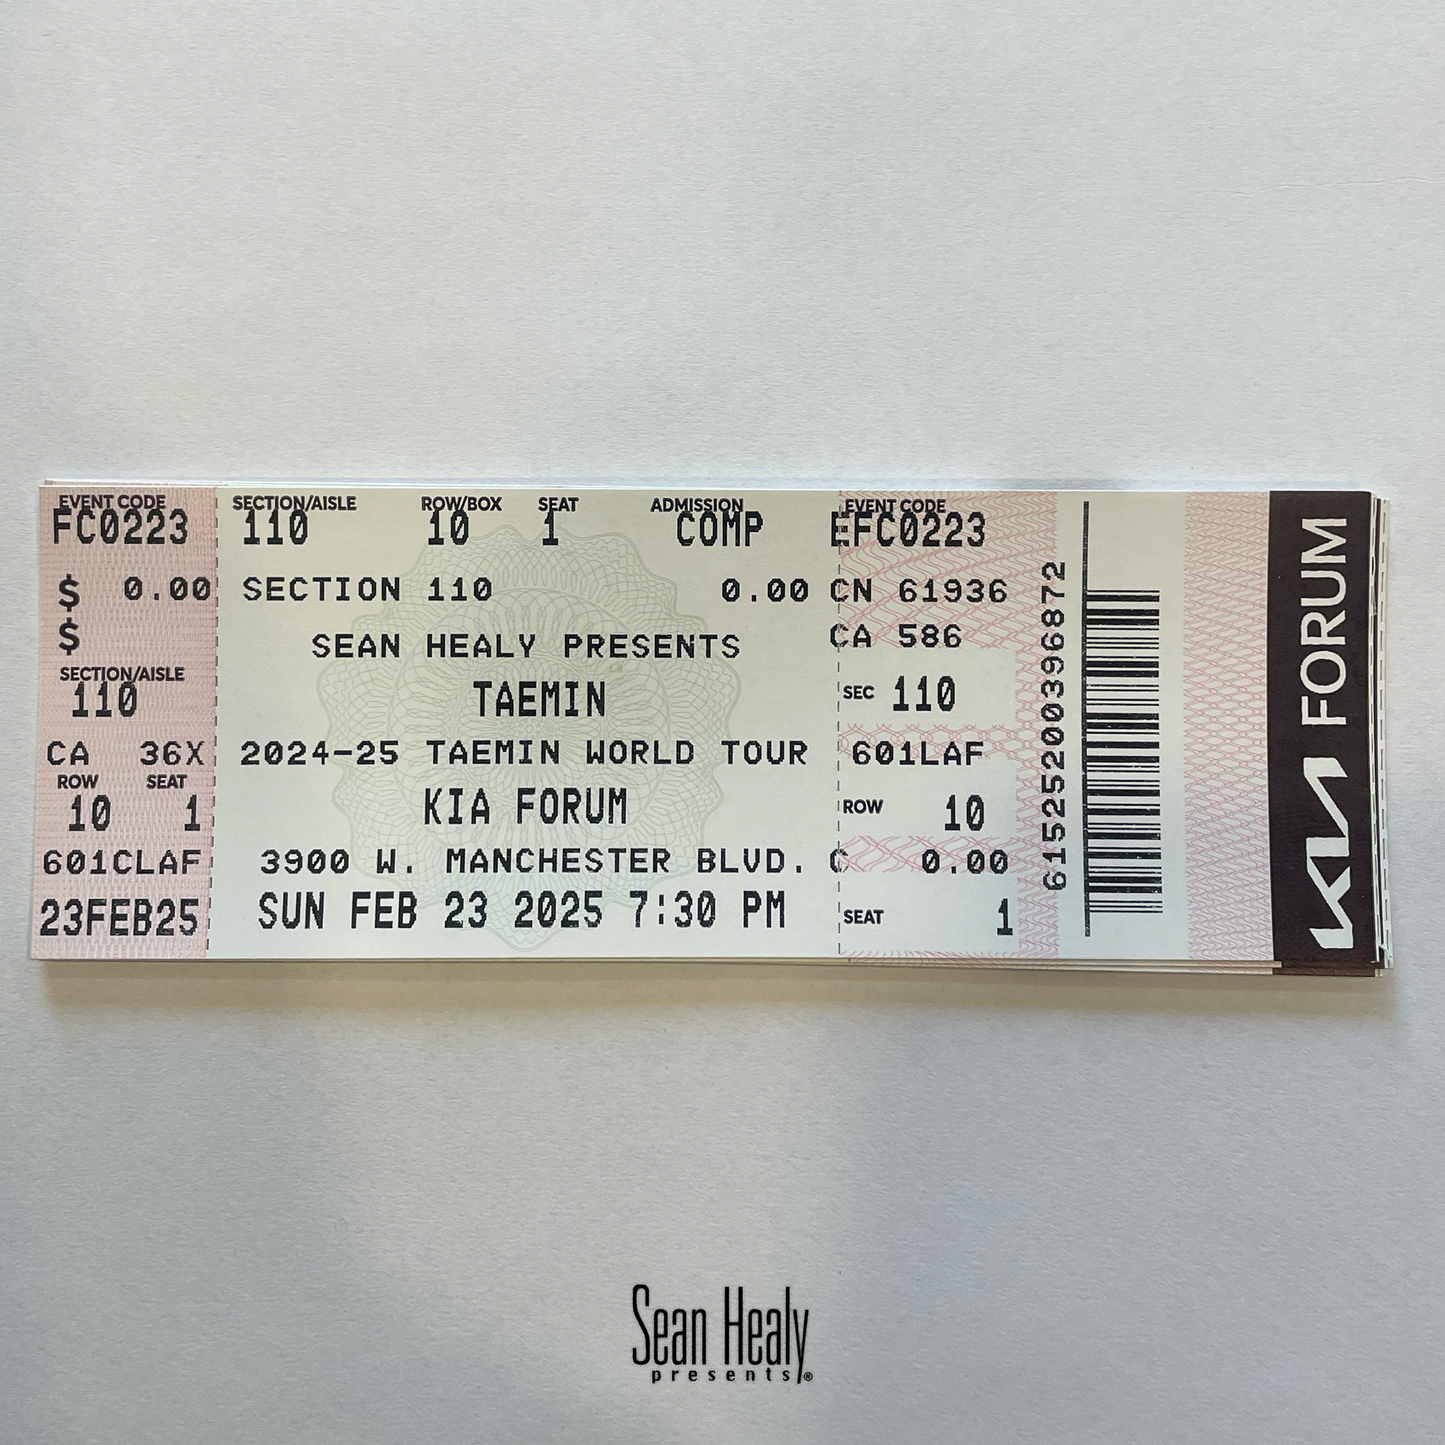 EVENT CODE
FC0223
$ 0.00
$
SECTION/AISLE
110
CA 36X
ROW SEAT
10 1
601CLAF
23FEB25
SECTION/AISLE ROW/BOX SEAT ADMISSION
110 10 1 COMP
SECTION 110 0.00
SEAN HEALY PRESENTS
TAEMIN
2024-25 TAEMIN WORLD TOUR
KIA FORUM
3900 W. MANCHESTER BLVD. C
SUN FEB 23 2025 7:30 PM
EVENT CODE
EFC0223
CN 61936
CA 586
SEC 110
601LAF
ROW 10
0.00
SEAT 1
61525200396872
KIA FORUM
Sean Healy
presents®